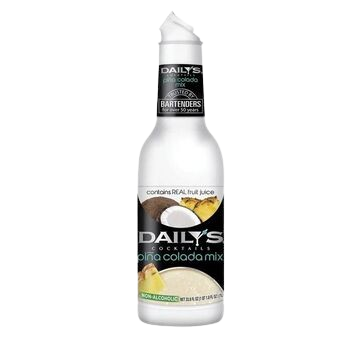 DAILY'S
COCKTAILS
piña colada
mix
TRUSTED BY
BARTENDERS
for over 50 years
contains REAL fruit juice
DAILY'S
COCKTAILS
piña colada mix
NON-ALCOHOLIC